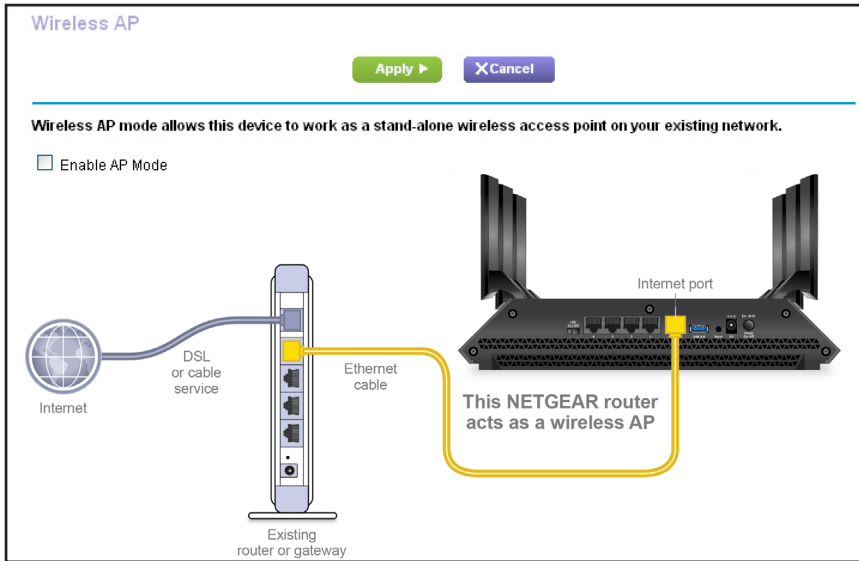 Wireless AP
Apply ▶
X Cancel
Wireless AP mode allows this device to work as a stand-alone wireless access point on your existing network.
Enable AP Mode
Internet port
DSL
or cable
service
Ethernet
cable
Internet
This NETGEAR router
acts as a wireless AP
Existing
router or gateway